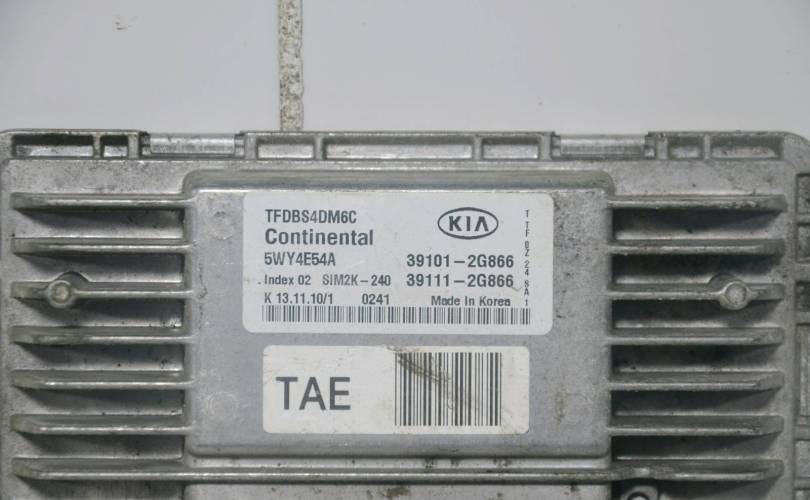 TFDBS4DM6C
Continental
KIA
5WY4E54A 39101-2G866
Index 02 SIM2K-240 39111-2G866
K 13.11.10/1 0241 Made In Korea
TAE